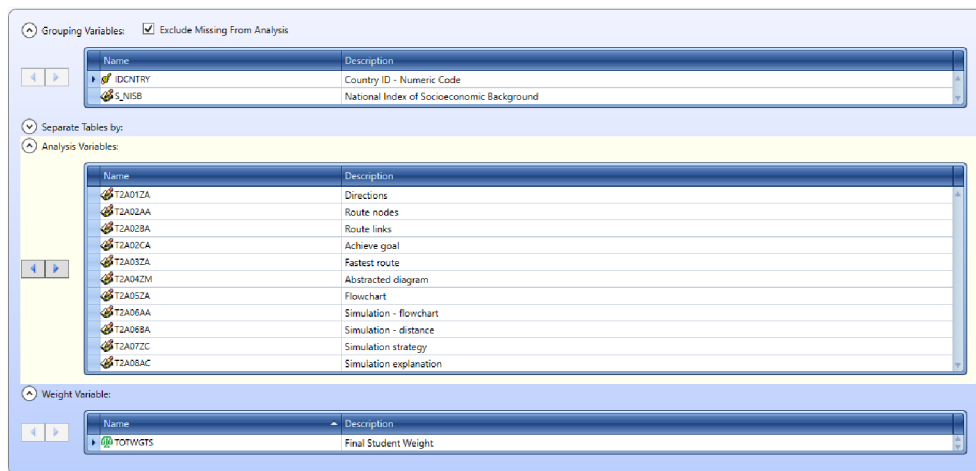 Grouping Variables: Exclude Missing From Analysis
Name Description
IDCNTRY Country ID - Numeric Code
S_NISB National Index of Socioeconomic Background
Separate Tables by:
Analysis Variables:
Name Description
T2A01ZA Directions
T2A02AA Route nodes
T2A02BA Route links
T2A02CA Achieve goal
T2A03ZA Fastest route
T2A04ZM Abstracted diagram
T2A05ZA Flowchart
T2A06AA Simulation - flowchart
T2A06BA Simulation - distance
T2A07ZC Simulation strategy
T2A08AC Simulation explanation
Weight Variable:
Name Description
TOTWGTS Final Student Weight